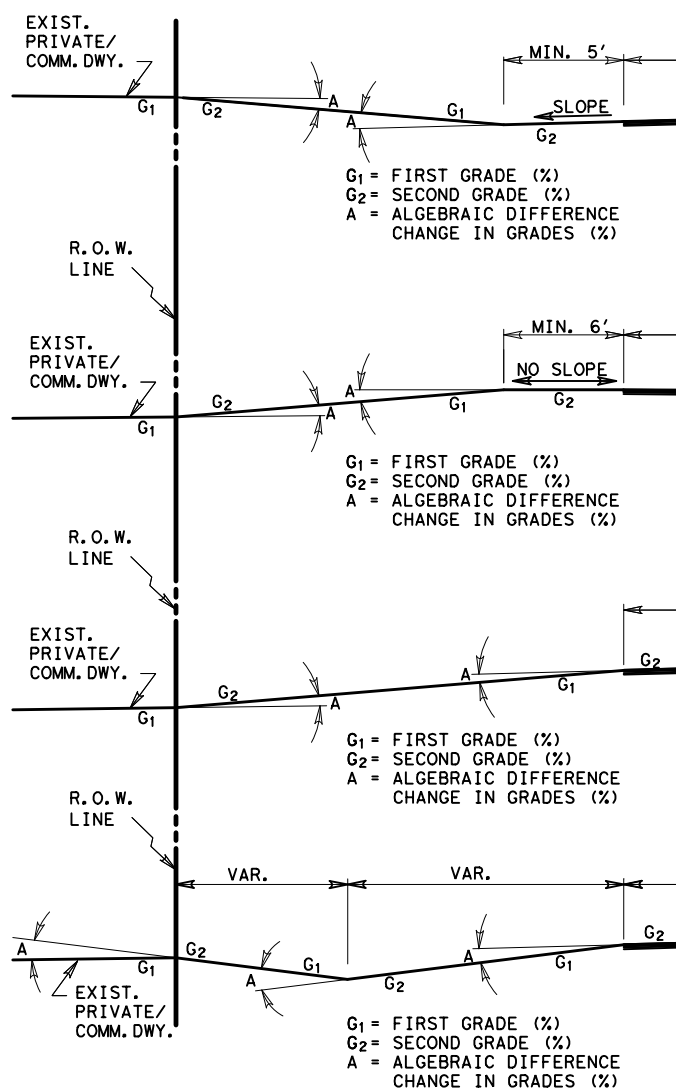 EXIST.
PRIVATE/
COMM. DWY.
MIN. 5'
G1
G2
A
A
G1
SLOPE
G2
G1 = FIRST GRADE (%)
G2 = SECOND GRADE (%)
A = ALGEBRAIC DIFFERENCE
CHANGE IN GRADES (%)
R.O.W.
LINE
EXIST.
PRIVATE/
COMM. DWY.
MIN. 6'
NO SLOPE
G1
G2
A
A
G1
G2
G1 = FIRST GRADE (%)
G2 = SECOND GRADE (%)
A = ALGEBRAIC DIFFERENCE
CHANGE IN GRADES (%)
R.O.W.
LINE
EXIST.
PRIVATE/
COMM. DWY.
G1
G2
A
A
G1
G2
G1 = FIRST GRADE (%)
G2 = SECOND GRADE (%)
A = ALGEBRAIC DIFFERENCE
CHANGE IN GRADES (%)
R.O.W.
LINE
VAR.
VAR.
A
G1
G2
A
G1
G2
A
G1
G2
EXIST.
PRIVATE/
COMM. DWY.
G1 = FIRST GRADE (%)
G2 = SECOND GRADE (%)
A = ALGEBRAIC DIFFERENCE
CHANGE IN GRADES (%)